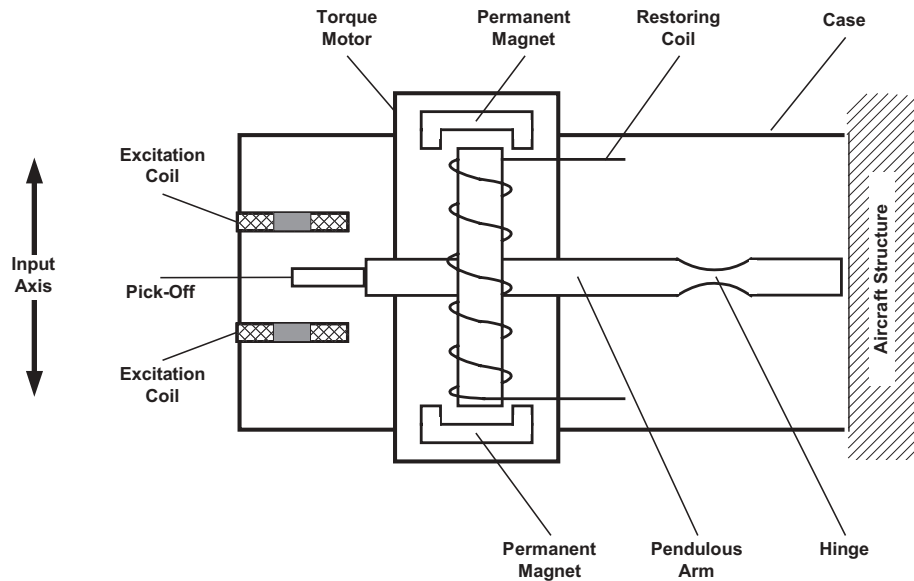 Torque
Motor
Permanent
Magnet
Restoring
Coil
Case
Excitation
Coil
Input
Axis
Pick-Off
Excitation
Coil
Aircraft Structure
Permanent
Magnet
Pendulous
Arm
Hinge